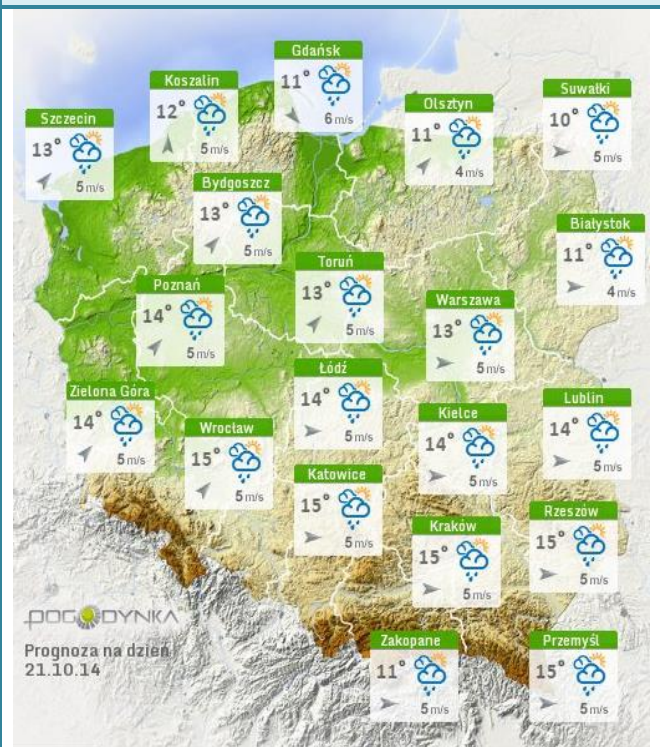 Gdańsk
11°
6 m/s
Koszalin
12°
5 m/s
Suwałki
10°
5 m/s
Olsztyn
11°
4 m/s
Szczecin
13°
5 m/s
Bydgoszcz
13°
5 m/s
Białystok
11°
4 m/s
Toruń
13°
5 m/s
Poznań
14°
5 m/s
Warszawa
13°
5 m/s
Łódź
14°
5 m/s
Zielona Góra
14°
5 m/s
Lublin
14°
5 m/s
Kielce
14°
5 m/s
Wrocław
15°
5 m/s
Katowice
15°
5 m/s
Rzeszów
15°
5 m/s
Kraków
15°
5 m/s
POGODYNKA
Prognoza na dzień
21.10.14
Zakopane
11°
5 m/s
Przemyśl
15°
5 m/s